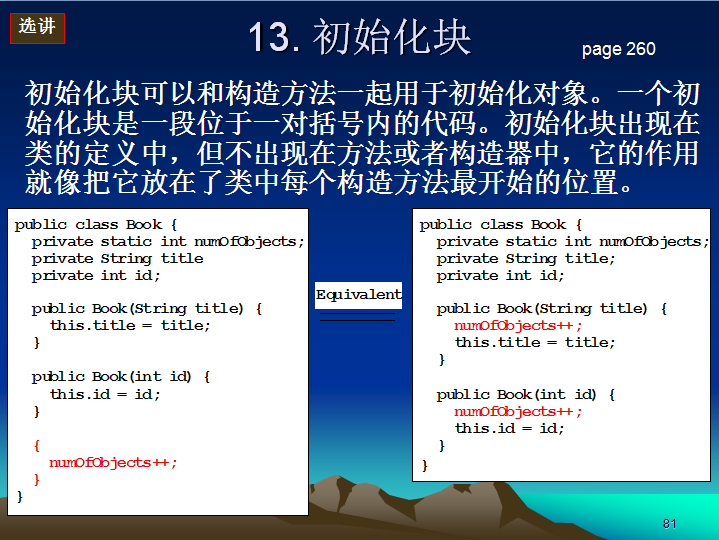 选讲
13. 初始化块
page 260
初始化块可以和构造方法一起用于初始化对象。一个初
始化块是一段位于一对括号内的代码。初始化块出现在
类的定义中，但不出现在方法或者构造器中，它的作用
就像把它放在了类中每个构造方法最开始的位置。
public class Book {
private static int numOfObjects;
private String title
private int id;
public Book(String title) {
this.title = title;
}
public Book(int id) {
this.id = id;
}
{
numOfObjects++;
}
}
Equivalent
public class Book {
private static int numOfObjects;
private String title;
private int id;
public Book(String title) {
numOfObjects++;
this.title = title;
}
public Book(int id) {
numOfObjects++;
this.id = id;
}
}
81